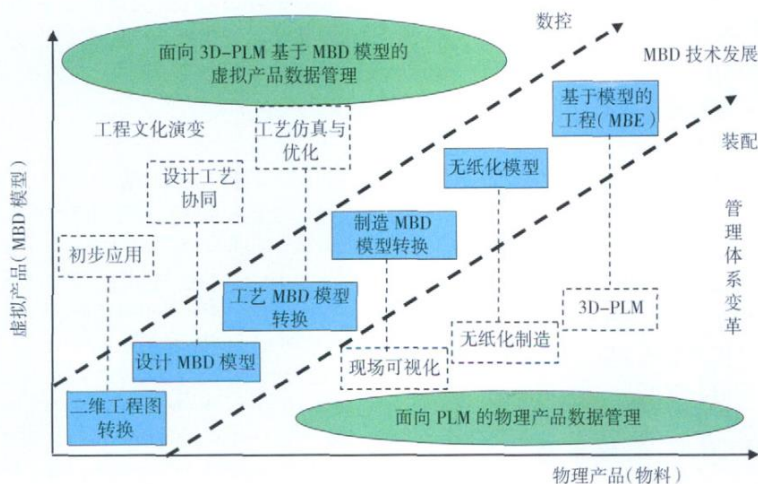 面向 3D-PLM 基于 MBD 模型的
虚拟产品数据管理
数控
MBD 技术发展
工程文化演变
工艺仿真与
优化
基于模型的
工程(MBE)
装配
设计工艺
协同
无纸化模型
初步应用
制造 MBD
模型转换
管理体系变革
虚拟产品(MBD 模型)
工艺 MBD 模型
转换
3D-PLM
设计 MBD 模型
现场可视化
无纸化制造
二维工程图
转换
面向 PLM 的物理产品数据管理
物理产品(物料)